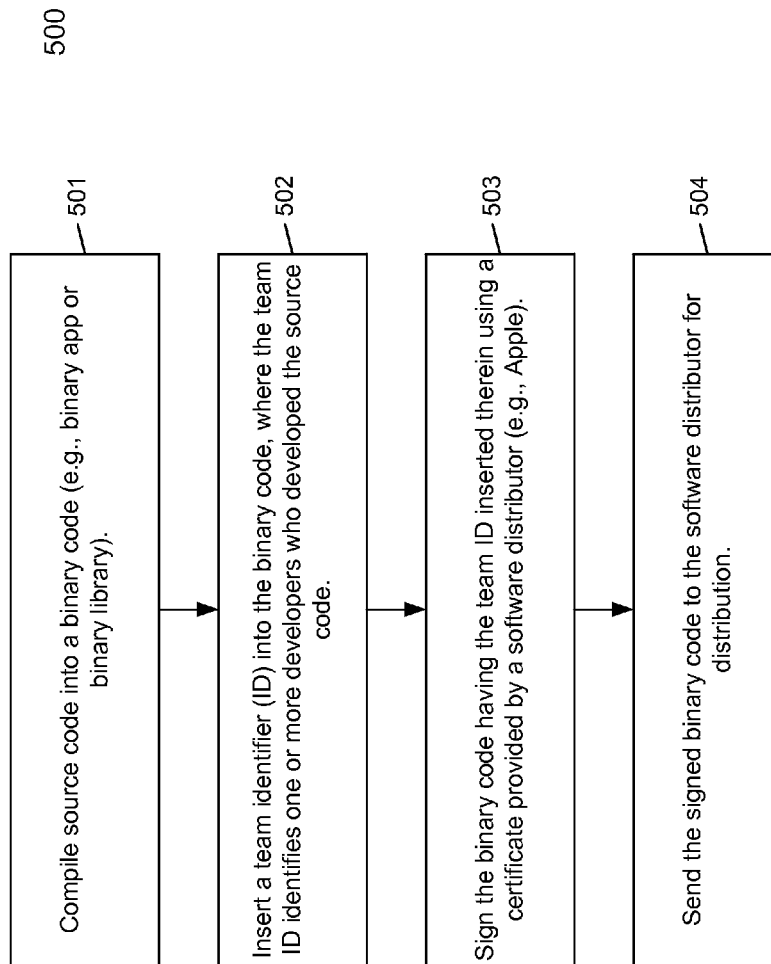 500
501
Compile source code into a binary code (e.g., binary app or
binary library).
502
Insert a team identifier (ID) into the binary code, where the team
ID identifies one or more developers who developed the source
code.
503
Sign the binary code having the team ID inserted therein using a
certificate provided by a software distributor (e.g., Apple).
504
Send the signed binary code to the software distributor for
distribution.